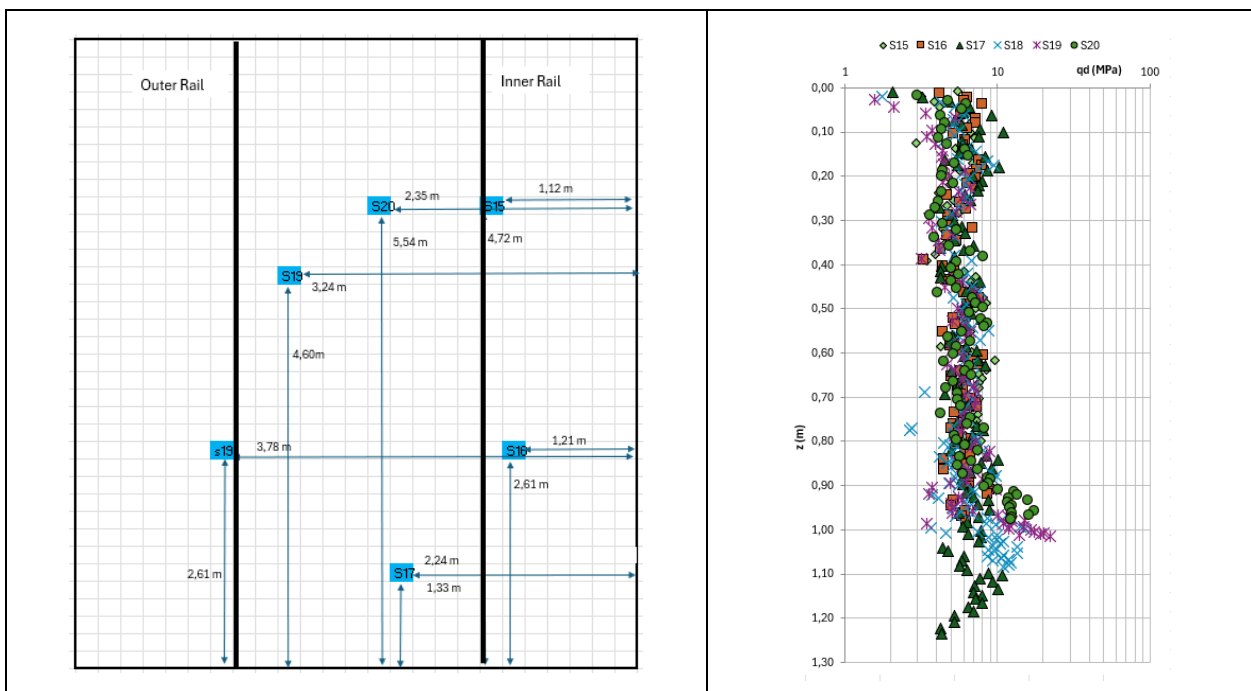 Outer Rail
Inner Rail
1,12 m
2,35 m
S20
S15
5,54 m
4,72 m
S19
3,24 m
4,60m
1,21 m
3,78 m
s19
S16
2,61 m
2,24 m
2,61 m
S17
1,33 m
S15 S16 S17 S18 S19 S20
1 10 qd (MPa) 100
0,00
0,10
0,20
0,30
0,40
0,50
0,60
0,70
0,80
0,90
1,00
1,10
1,20
1,30
z (m)